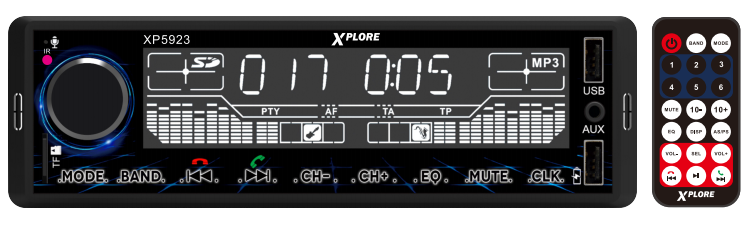 XP5923
XPLORE
IR
SD
017 0:05
MP3
USB
PTY AF TA TP
AUX
TF
.MODE. .BAND. .CH-. .CH+. .EQ. .MUTE. .CLK.
BAND MODE
1 2 3
4 5 6
MUTE 10- 10+
EQ DISP AS/PS
VOL- SEL VOL+
XPLORE